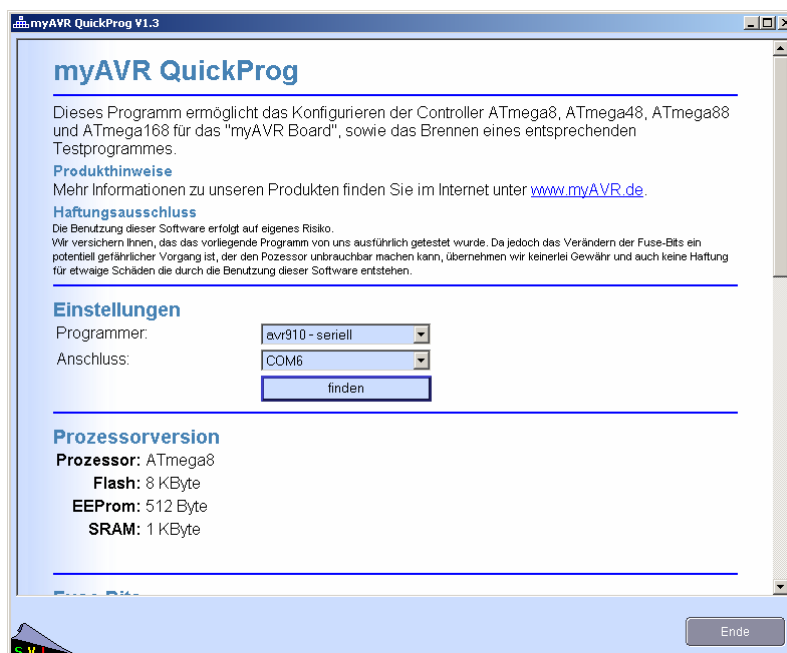 myAVR QuickProg V1.3
myAVR QuickProg
Dieses Programm ermöglicht das Konfigurieren der Controller ATmega8, ATmega48, ATmega88
und ATmega168 für das "myAVR Board", sowie das Brennen eines entsprechenden
Testprogrammes.
Produkthinweise
Mehr Informationen zu unseren Produkten finden Sie im Internet unter www.myAVR.de.
Haftungsausschluss
Die Benutzung dieser Software erfolgt auf eigenes Risiko.
Wir versichern Ihnen, das das vorliegende Programm von uns ausführlich getestet wurde. Da jedoch das Verändern der Fuse-Bits ein
potentiell gefährlicher Vorgang ist, der den Pozessor unbrauchbar machen kann, übernehmen wir keinerlei Gewähr und auch keine Haftung
für etwaige Schäden die durch die Benutzung dieser Software entstehen.
Einstellungen
Programmer: avr910 - seriell
Anschluss: COM6
finden
Prozessorversion
Prozessor: ATmega8
Flash: 8 KByte
EEProm: 512 Byte
SRAM: 1 KByte
Fuse Bits
Ende